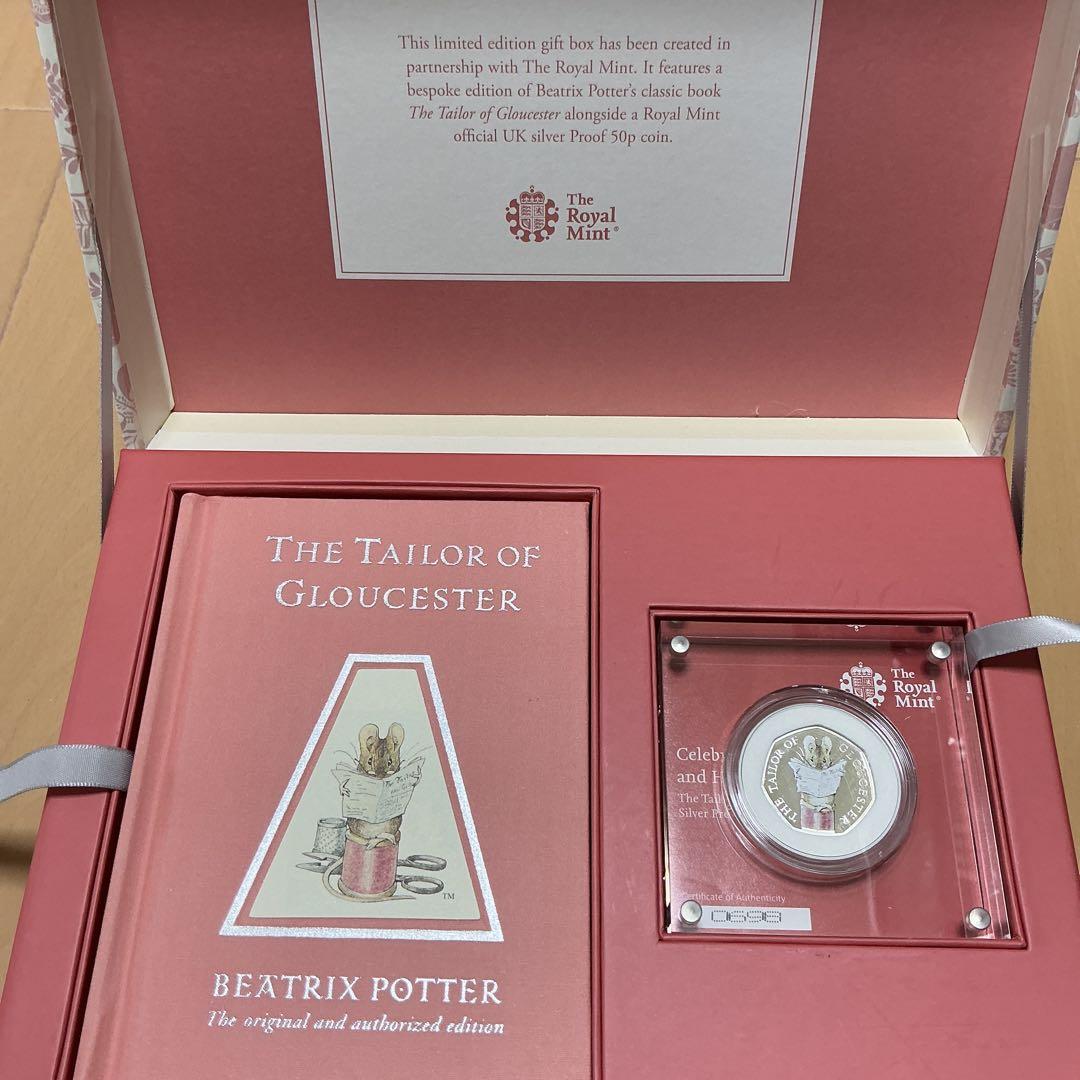 This limited edition gift box has been created in
partnership with The Royal Mint. It features a
bespoke edition of Beatrix Potter's classic book
The Tailor of Gloucester alongside a Royal Mint
official UK silver Proof 50p coin.
The
Royal
Mint®
THE TAILOR OF
GLOUCESTER
TM
BEATRIX POTTER
The original and authorized edition
The
Royal
Mint®
and
The
Silver
THE TAILOR OF GLOUCESTER
Certificate of Authenticity
0698